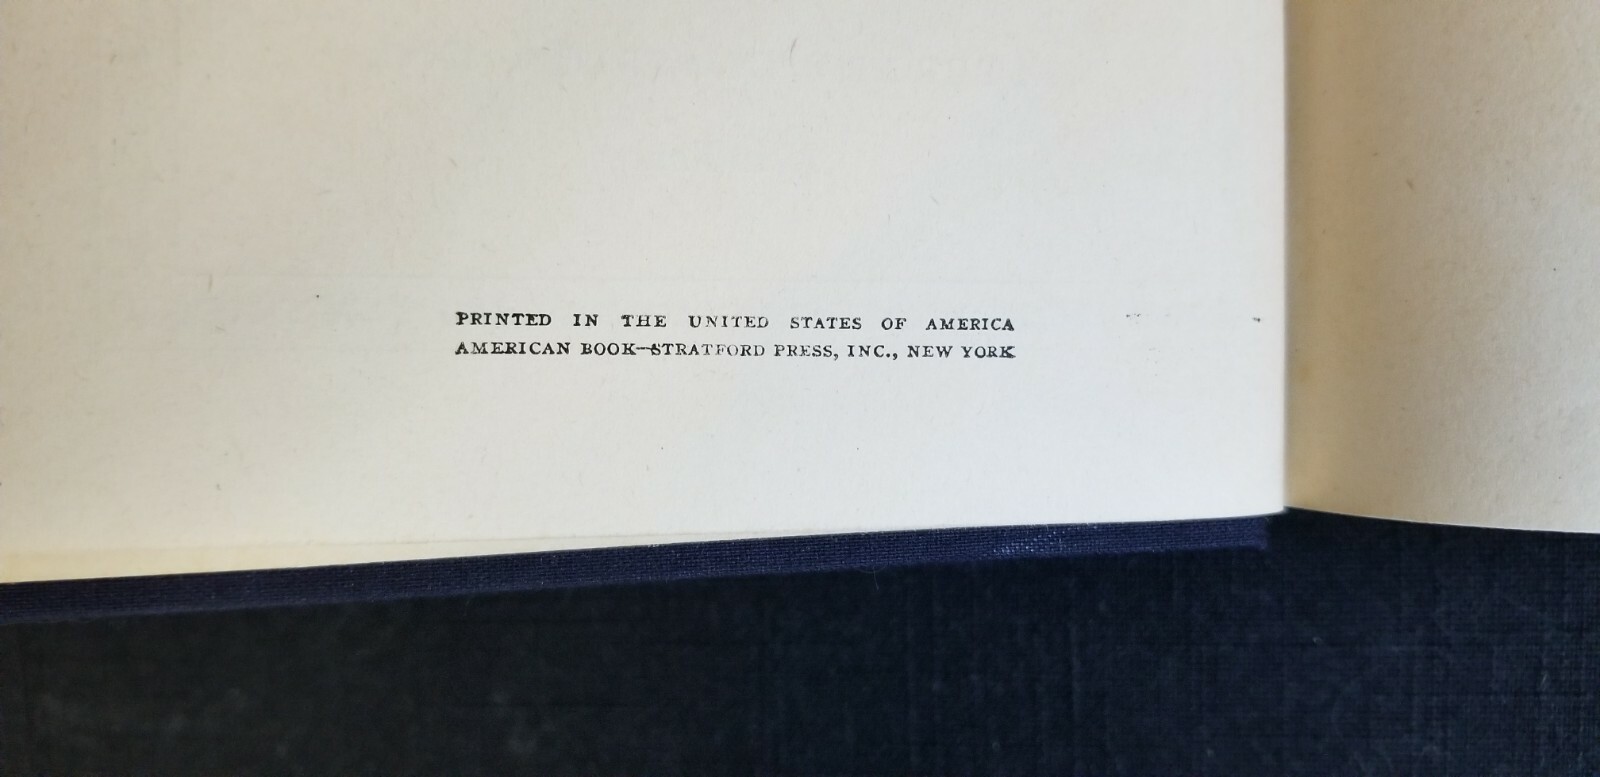 PRINTED IN THE UNITED STATES OF AMERICA
AMERICAN BOOK—STRATFORD PRESS, INC., NEW YORK